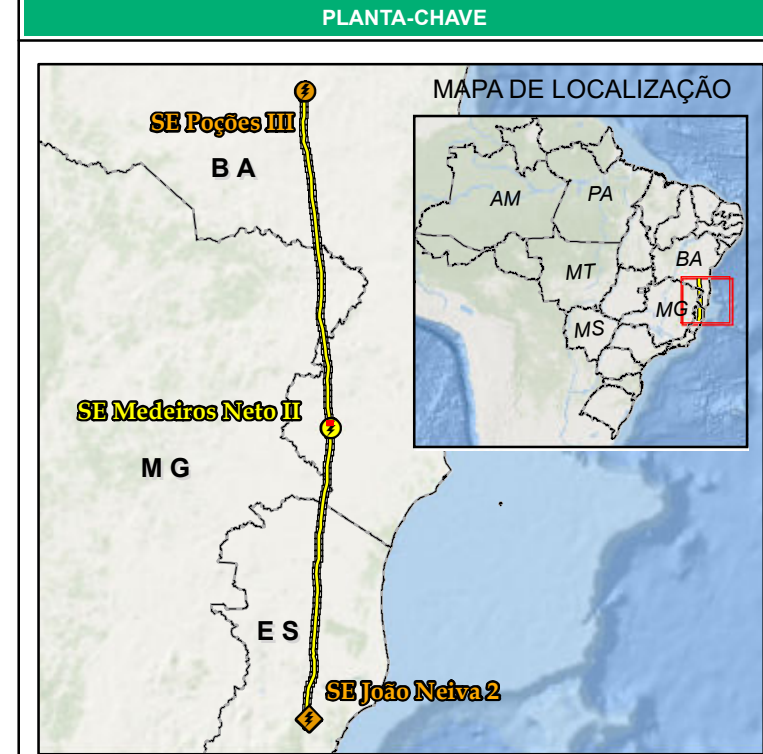 PLANTA-CHAVE
MAPA DE LOCALIZAÇÃO
SE Poções III
B A
AM
PA
BA
MT
MG
MS
SE Medeiros Neto II
M G
E S
SE João Neiva 2